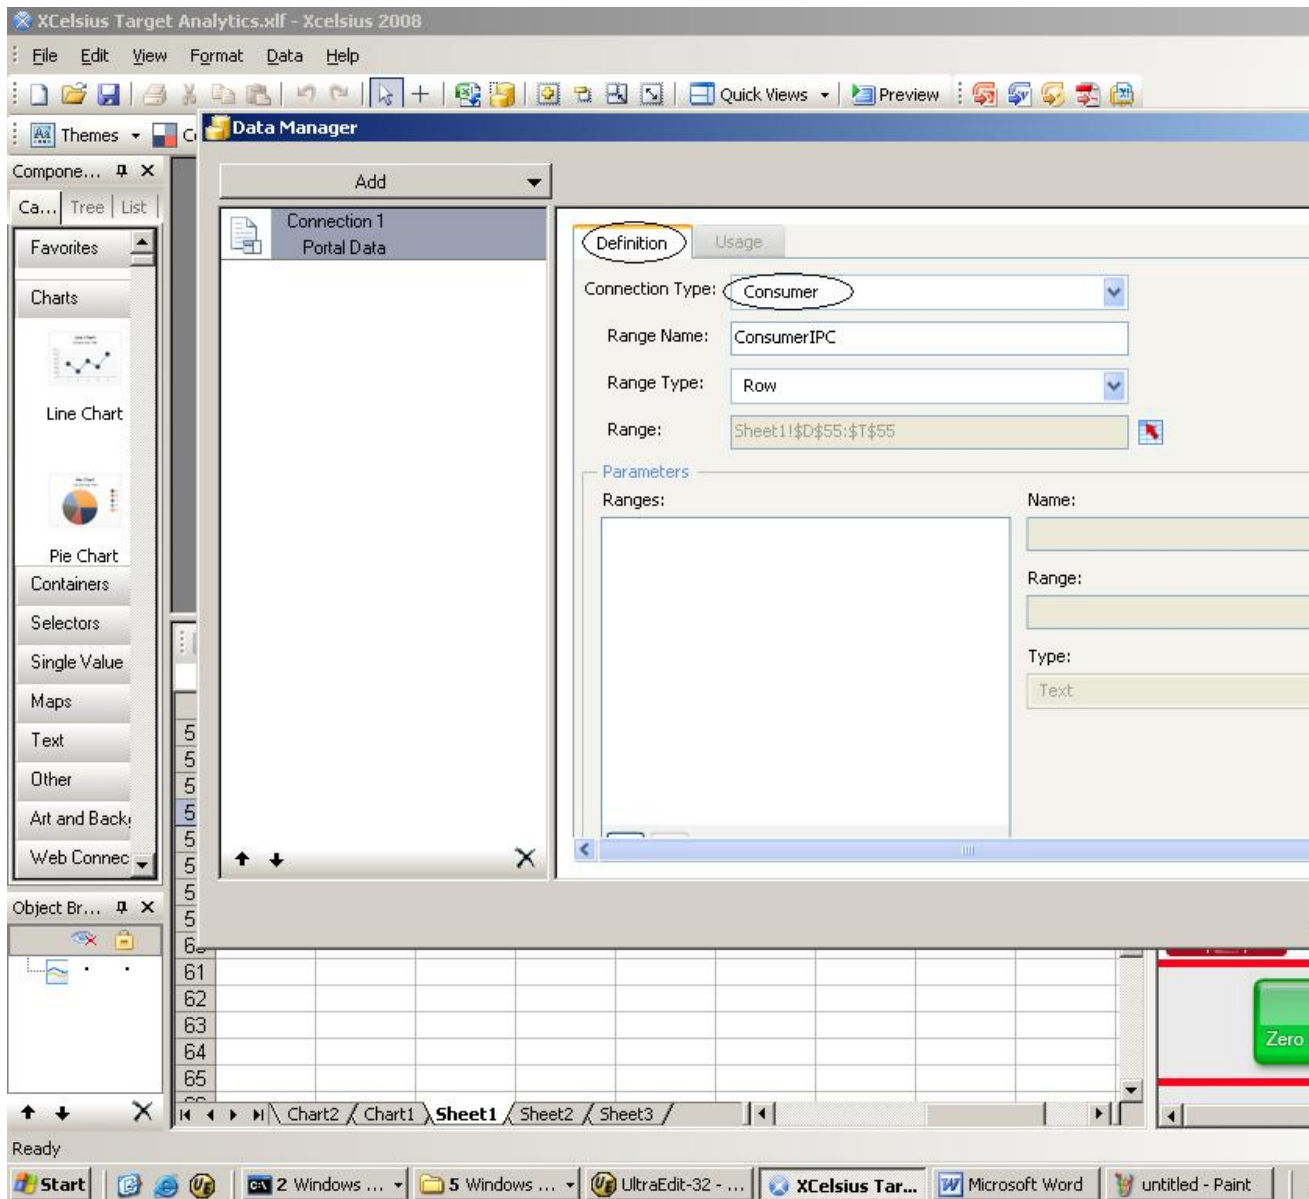 XCelsius Target Analytics.xlf - Xcelsius 2008
File Edit View Format Data Help
Quick Views Preview
Themes
Data Manager
Compone...
Add
Ca... Tree List
Connection 1
Portal Data
Favorites
Definition Usage
Connection Type: Consumer
Charts
Range Name: ConsumerIPC
Range Type: Row
Line Chart
Range: Sheet1!$D$55:$T$55
Parameters
Ranges: Name:
Pie Chart
Containers
Range:
Selectors
Single Value
Type:
Maps
Text
Text
Other
Art and Back
Web Connec
Object Br...
61
62
63
64
Zero
65
Chart2 Chart1 Sheet1 Sheet2 Sheet3
Ready
Start 2 Windows ... 5 Windows ... UltraEdit-32 - ... XCelsius Tar... Microsoft Word untitled - Paint